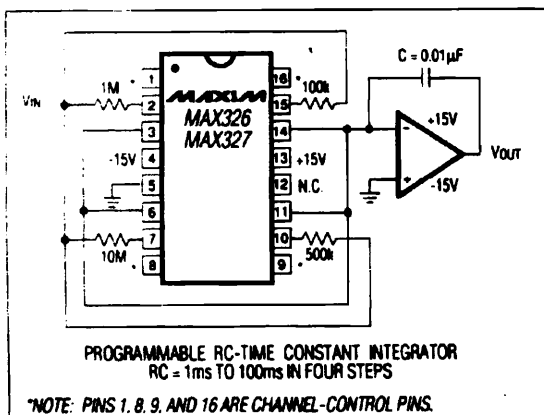 C = 0.01µF
1M
1
16
100k
VIN
2
MAXIM
15
MAX326
MAX327
3
14
-
+15V
-15V
4
13
+15V
VOUT
5
12
N.C.
+
-15V
6
11
7
10
10M
500k
8
9
PROGRAMMABLE RC-TIME CONSTANT INTEGRATOR
RC = 1ms TO 100ms IN FOUR STEPS
*NOTE: PINS 1, 8, 9, AND 16 ARE CHANNEL-CONTROL PINS.